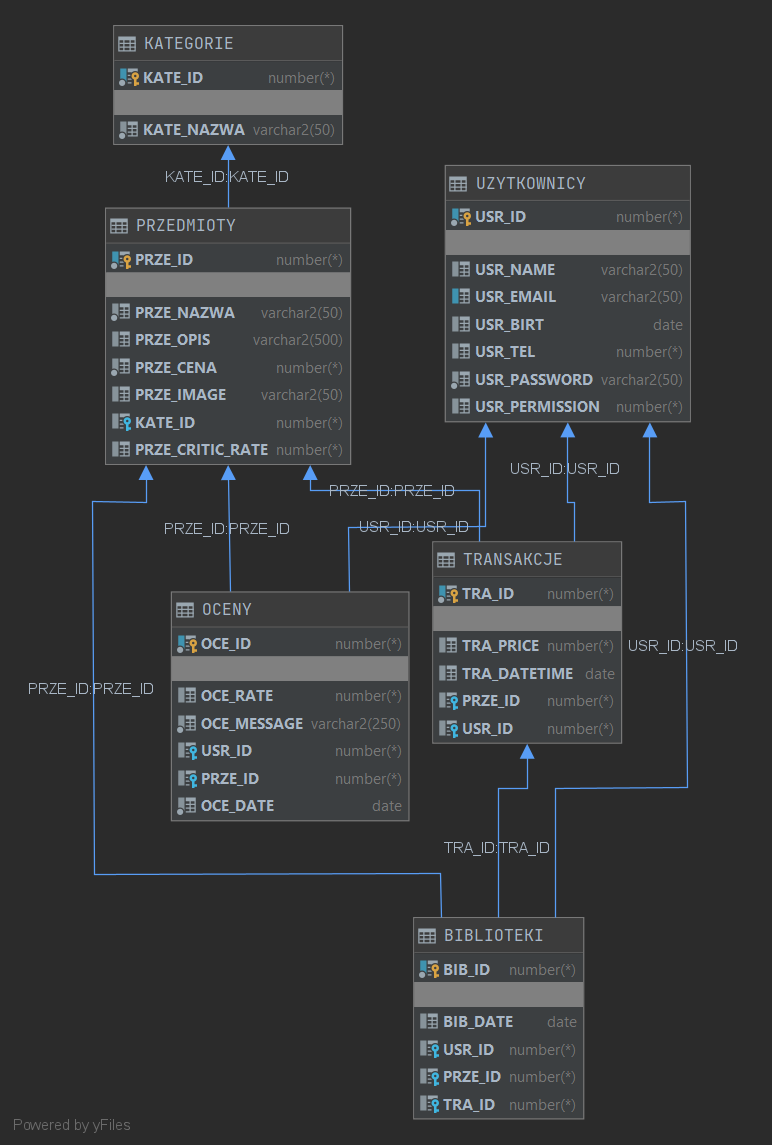 KATEGORIE
KATE_ID number(*)
KATE_NAZWA varchar2(50)
KATE_ID:KATE_ID
PRZEDMIOTY
PRZE_ID number(*)
PRZE_NAZWA varchar2(50)
PRZE_OPIS varchar2(500)
PRZE_CENA number(*)
PRZE_IMAGE varchar2(50)
KATE_ID number(*)
PRZE_CRITIC_RATE number(*)
UZYTKOWNICY
USR_ID number(*)
USR_NAME varchar2(50)
USR_EMAIL varchar2(50)
USR_BIRT date
USR_TEL number(*)
USR_PASSWORD varchar2(50)
USR_PERMISSION number(*)
USR_ID:USR_ID
PRZE_ID:PRZE_ID
USR_ID:USR_ID
PRZE_ID:PRZE_ID
OCENY
OCE_ID number(*)
OCE_RATE number(*)
OCE_MESSAGE varchar2(250)
USR_ID number(*)
PRZE_ID number(*)
OCE_DATE date
TRANSAKCJE
TRA_ID number(*)
TRA_PRICE number(*)
TRA_DATETIME date
PRZE_ID number(*)
USR_ID number(*)
USR_ID:USR_ID
PRZE_ID:PRZE_ID
TRA_ID:TRA_ID
BIBLIOTEKI
BIB_ID number(*)
BIB_DATE date
USR_ID number(*)
PRZE_ID number(*)
TRA_ID number(*)
Powered by yFiles